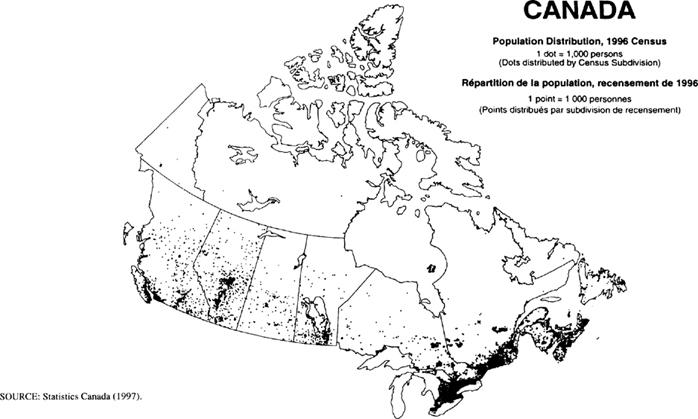 CANADA
Population Distribution, 1996 Census
1 dot = 1,000 persons
(Dots distributed by Census Subdivision)
Répartition de la population, recensement de 1996
1 point = 1 000 personnes
(Points distribués par subdivision de recensement)
SOURCE: Statistics Canada (1997).